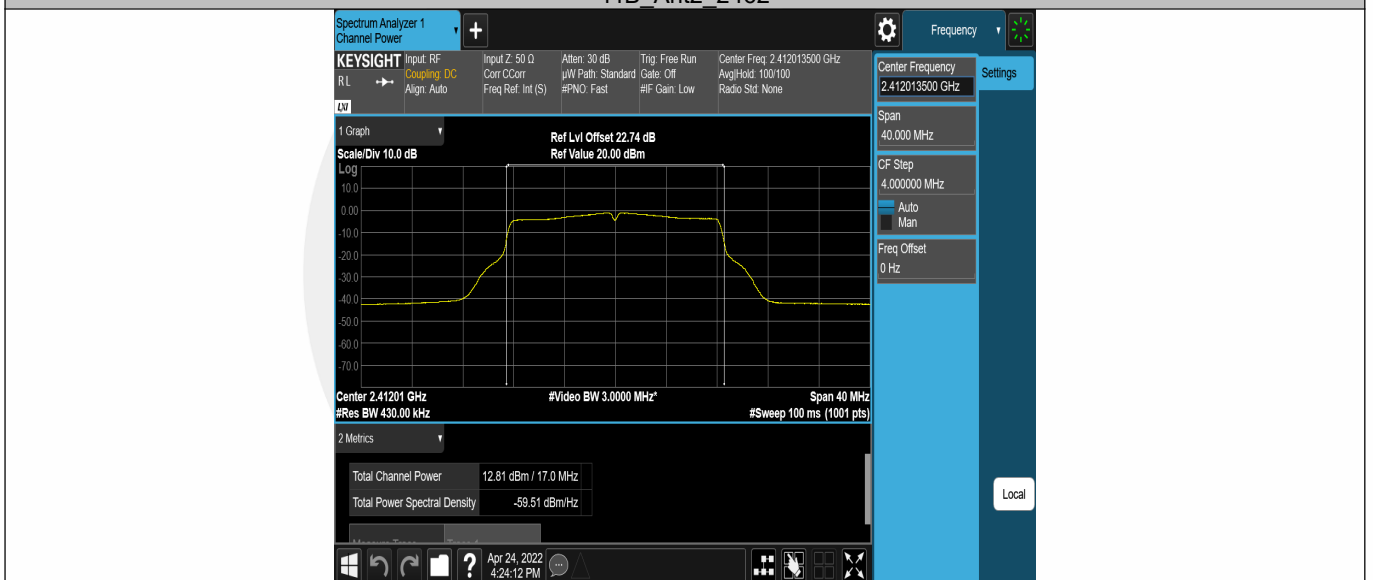 Spectrum Analyzer 1
Channel Power
+
Frequency
KEYSIGHT
R L
LXI
Input: RF
Coupling: DC
Align: Auto
Input Z: 50 Ω
Corr CCorr
Freq Ref: Int (S)
Atten: 30 dB
µW Path: Standard
#PNO: Fast
Trig: Free Run
Gate: Off
#IF Gain: Low
Center Freq: 2.412013500 GHz
Avg|Hold: 100/100
Radio Std: None
Center Frequency
2.412013500 GHz
Settings
Span
40.000 MHz
CF Step
4.000000 MHz
Auto
Man
Freq Offset
0 Hz
1 Graph
Scale/Div 10.0 dB
Ref Lvl Offset 22.74 dB
Ref Value 20.00 dBm
Log
10.0
0.00
-10.0
-20.0
-30.0
-40.0
-50.0
-60.0
-70.0
Center 2.41201 GHz
#Res BW 430.00 kHz
#Video BW 3.0000 MHz*
Span 40 MHz
#Sweep 100 ms (1001 pts)
2 Metrics
Total Channel Power 12.81 dBm / 17.0 MHz
Total Power Spectral Density -59.51 dBm/Hz
Local
?
Apr 24, 2022
4:24:12 PM